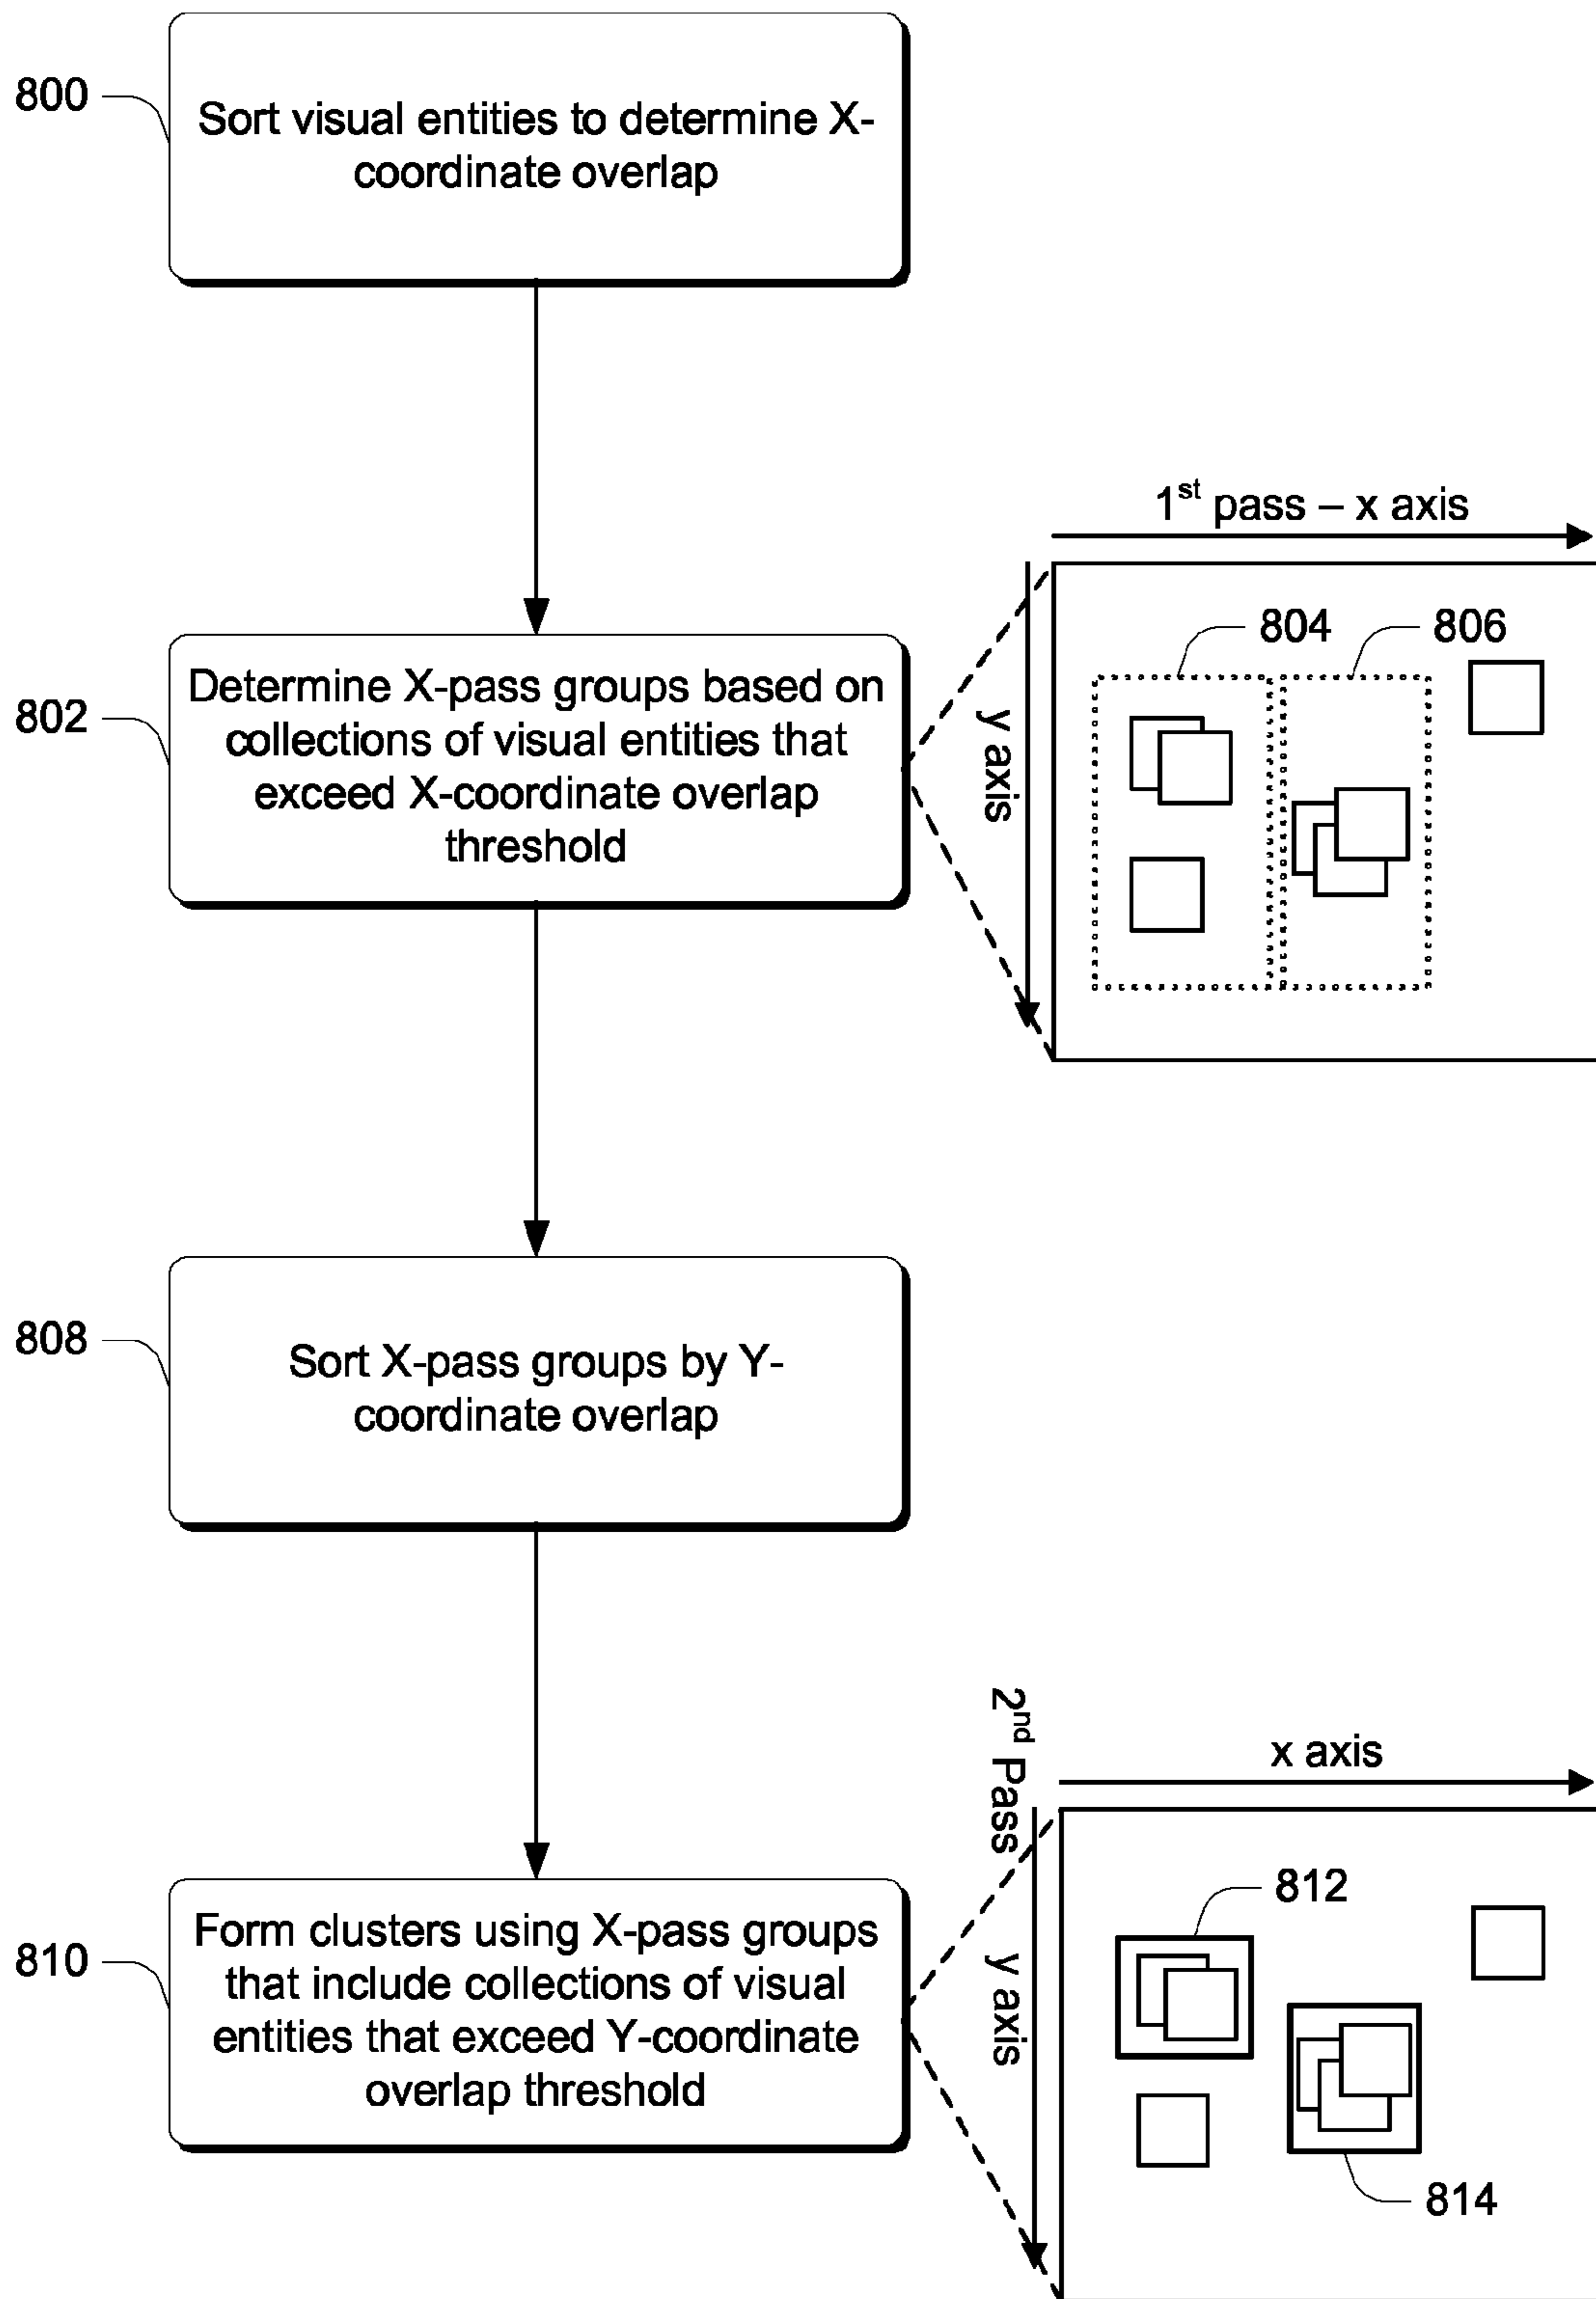 800
Sort visual entities to determine X-
coordinate overlap
1st pass – x axis
804
806
802
Determine X-pass groups based on
collections of visual entities that
exceed X-coordinate overlap
threshold
y axis
808
Sort X-pass groups by Y-
coordinate overlap
2nd Pass
x axis
812
810
Form clusters using X-pass groups
that include collections of visual
entities that exceed Y-coordinate
overlap threshold
y axis
814